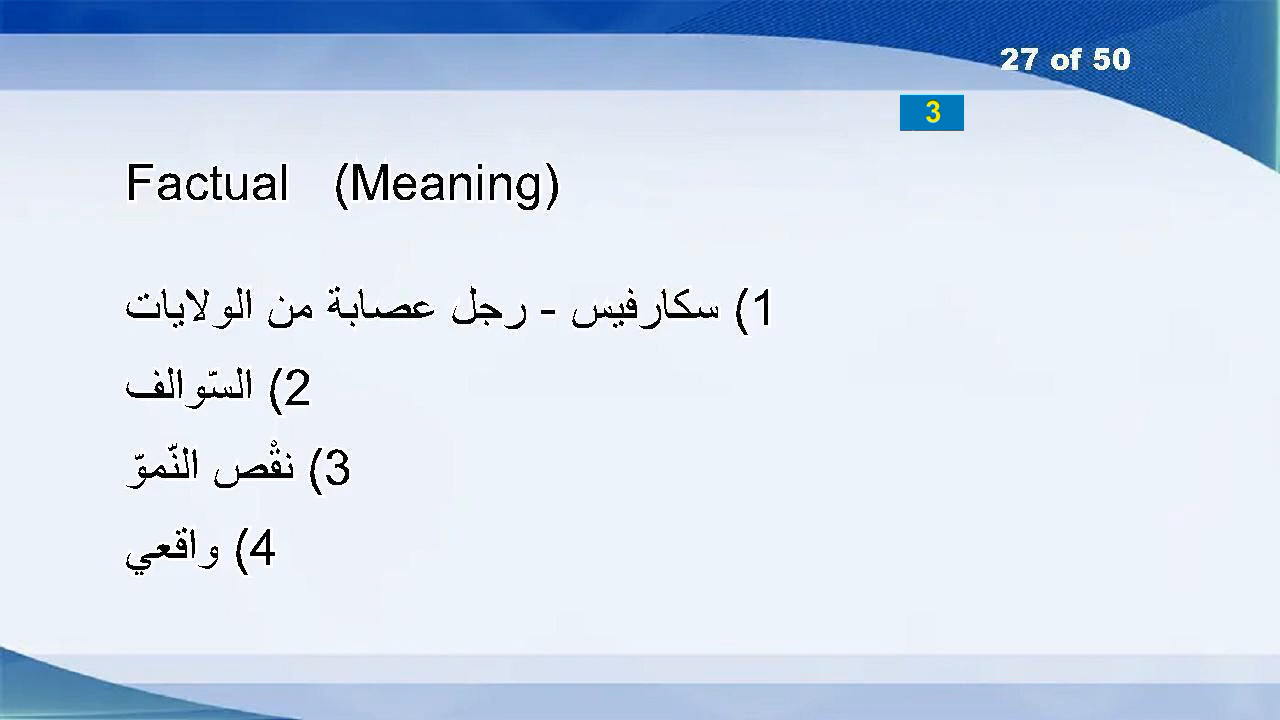 27 of 50
3
Factual (Meaning)
1) سكارفيس - رجل عصابة من الولايات
2) السّوالف
3) نقْص النّموّ
4) واقعي